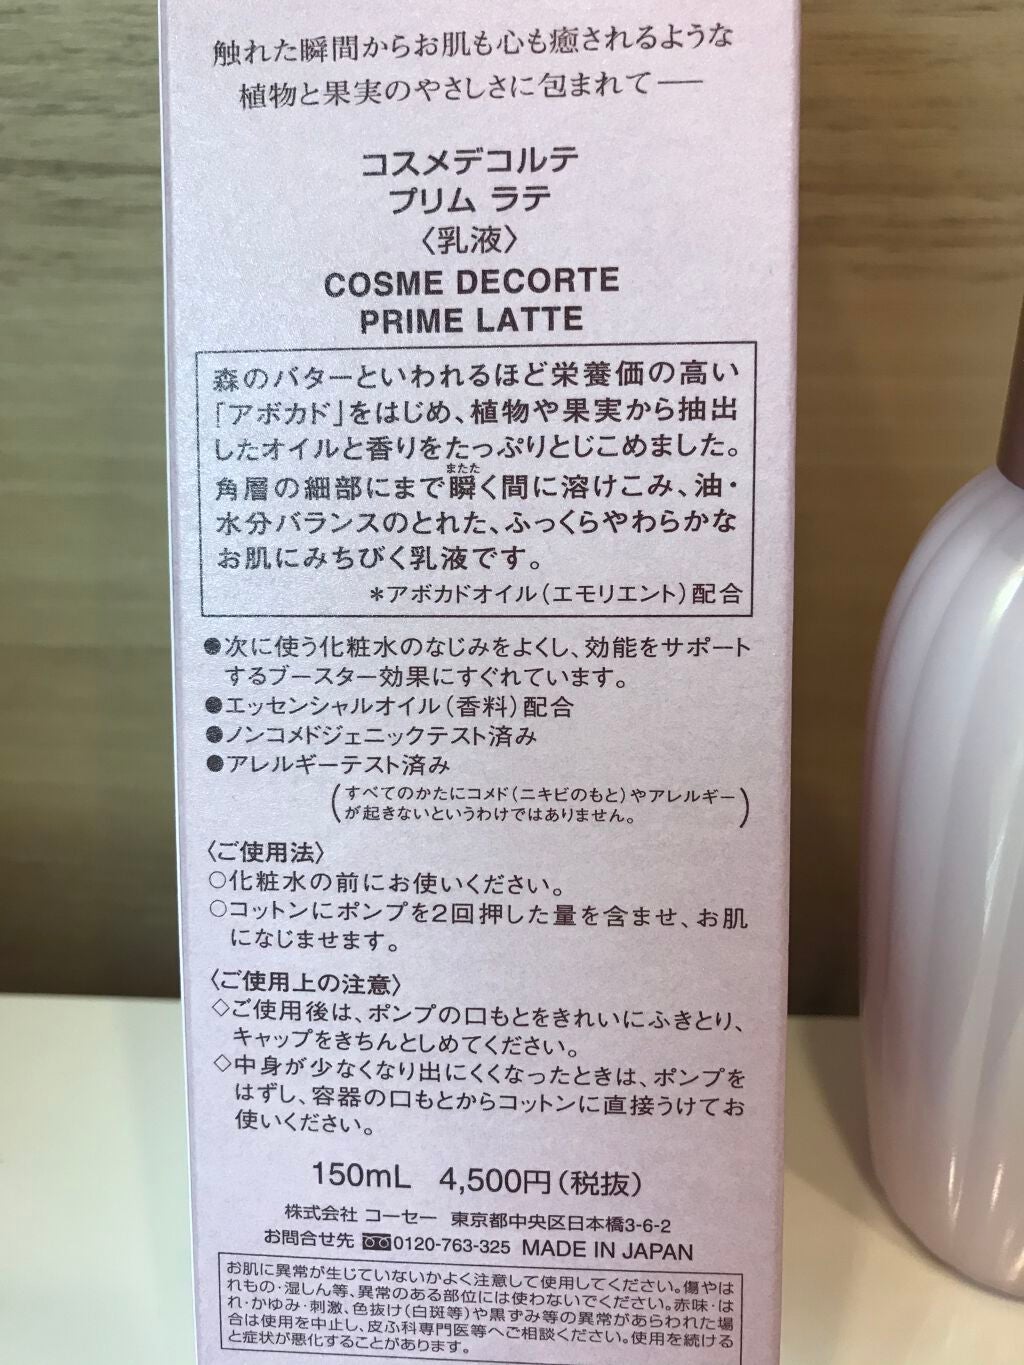 触れた瞬間からお肌も心も癒されるような
植物と果実のやさしさに包まれて──
コスメデコルテ
プリム ラテ
〈乳液〉
COSME DECORTE
PRIME LATTE
森のバターといわれるほど栄養価の高い
「アボカド」をはじめ、植物や果実から抽出
したオイルと香りをたっぷりとじこめました。
角層の細部にまで瞬く間に溶けこみ、油・
またた
水分バランスのとれた、ふっくらやわらかな
お肌にみちびく乳液です。
*アボカドオイル(エモリエント)配合
●次に使う化粧水のなじみをよくし、効能をサポート
するブースター効果にすぐれています。
●エッセンシャルオイル(香料)配合
●ノンコメドジェニックテスト済み
●アレルギーテスト済み
(すべてのかたにコメド(ニキビのもと)やアレルギー
が起きないというわけではありません。)
〈ご使用法〉
○化粧水の前にお使いください。
○コットンにポンプを2回押した量を含ませ、お肌
になじませます。
〈ご使用上の注意〉
◇ご使用後は、ポンプの口もとをきれいにふきとり、
キャップをきちんとしめてください。
◇中身が少なくなり出にくくなったときは、ポンプを
はずし、容器の口もとからコットンに直接うけてお
使いください。
150mL 4,500円(税抜)
株式会社 コーセー 東京都中央区日本橋3-6-2
お問合せ先 0120-763-325 MADE IN JAPAN
お肌に異常が生じていないかよく注意して使用してください。傷やは
れもの・湿しん等、異常のある部位には使わないでください。赤味・は
れ・かゆみ・刺激、色抜け(白斑等)や黒ずみ等の異常があらわれた場
合は使用を中止し、皮ふ科専門医等へご相談ください。使用を続ける
と症状が悪化することがあります。